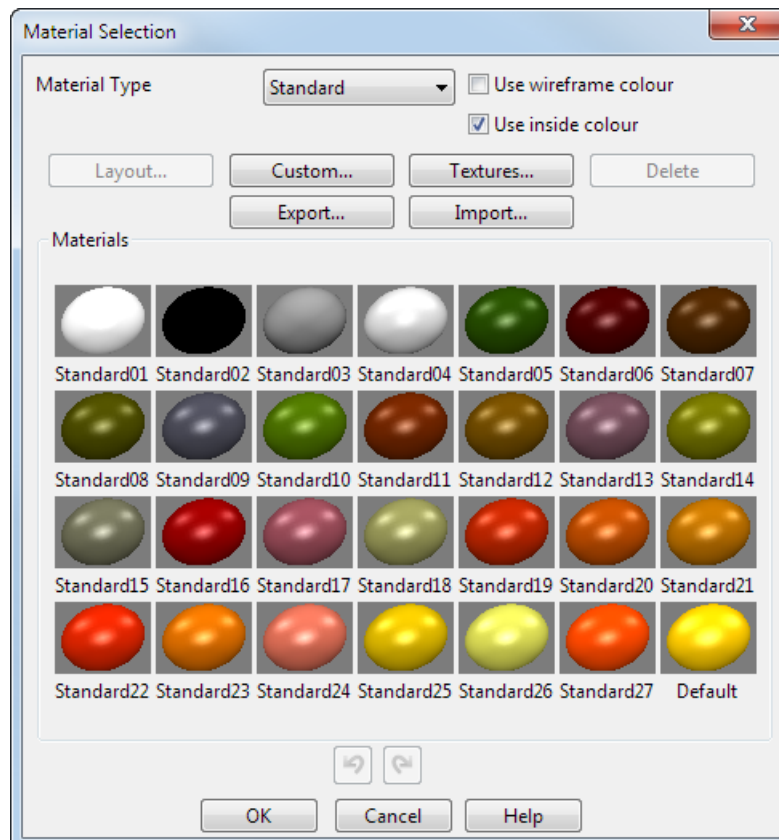 Material Selection
Material Type Standard Use wireframe colour
Use inside colour
Layout... Custom... Textures... Delete
Export... Import...
Materials
Standard01 Standard02 Standard03 Standard04 Standard05 Standard06 Standard07
Standard08 Standard09 Standard10 Standard11 Standard12 Standard13 Standard14
Standard15 Standard16 Standard17 Standard18 Standard19 Standard20 Standard21
Standard22 Standard23 Standard24 Standard25 Standard26 Standard27 Default
OK Cancel Help